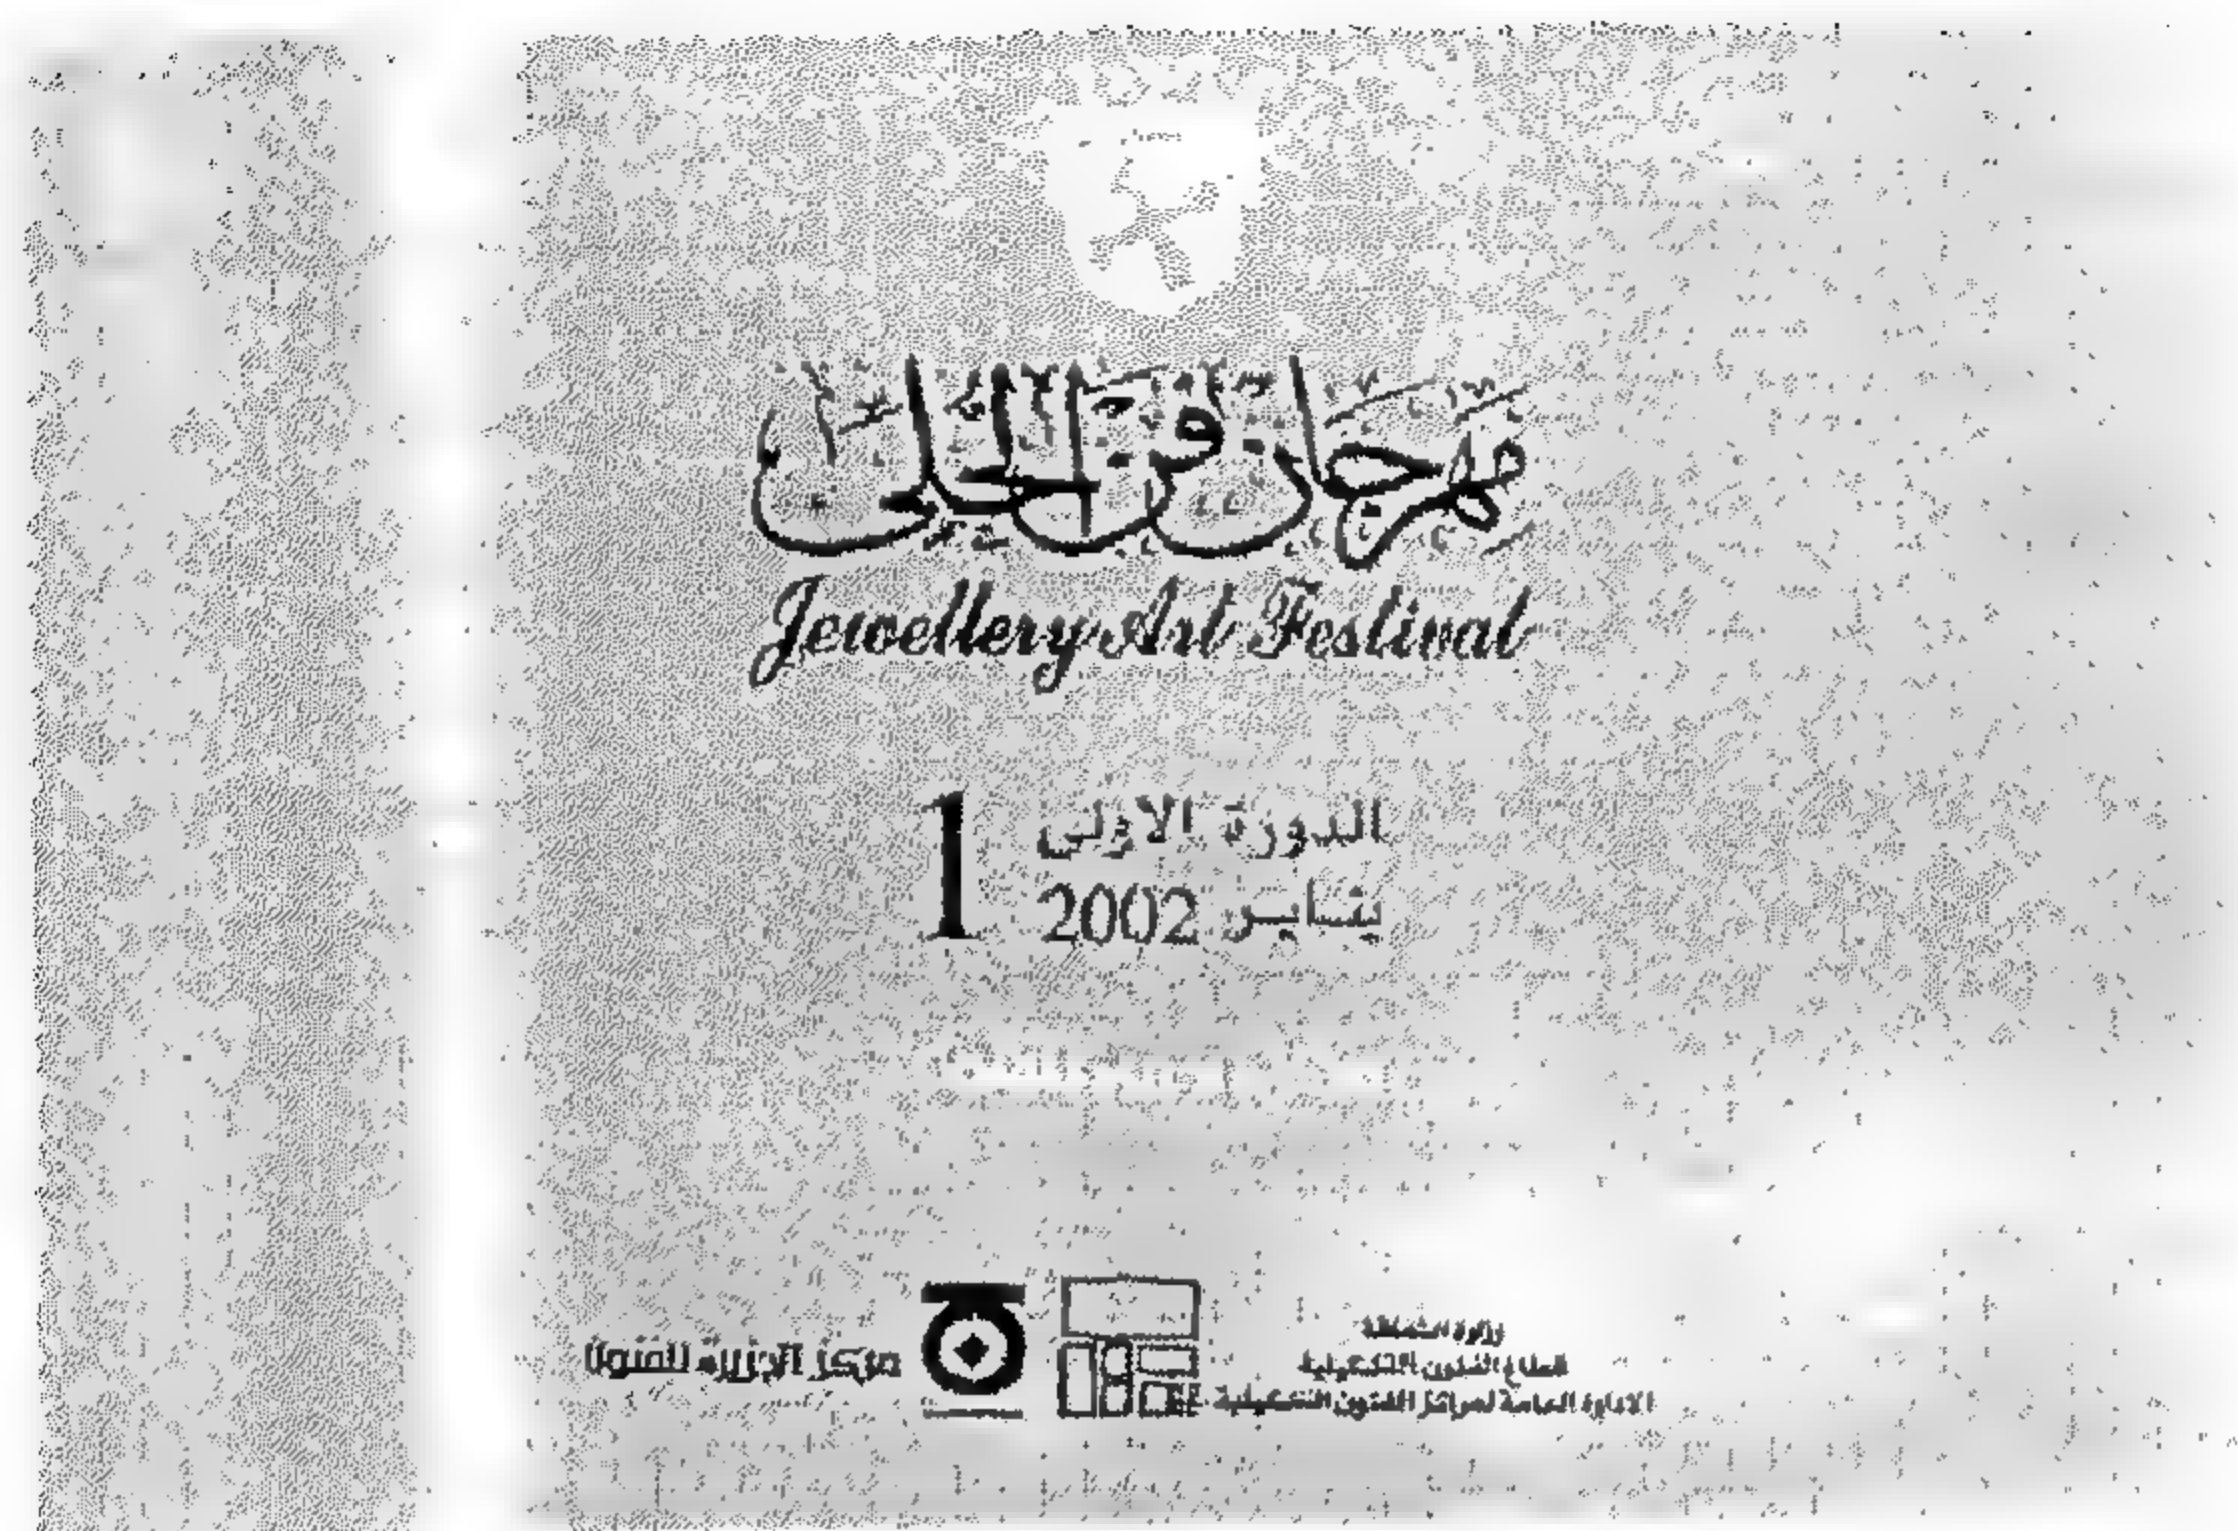 مهرجان فن الحلى
Jewellery Art Festival
1
الدورة الاولى
يناير 2002
وزارة الثقافة
قطاع الفنون التشكيلية
الادارة العامة لمراكز الفنون التشكيلية
مركز الجزيرة للفنون